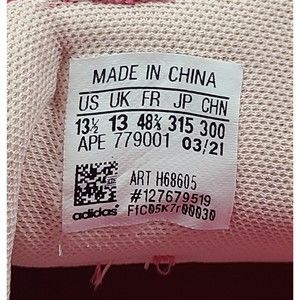 MADE IN CHINA
US UK FR JP CHN
13½ 13 48⅔ 315 300
APE 779001 03/21
ART H68605
#127679519
F1C05K7r00030
adidas